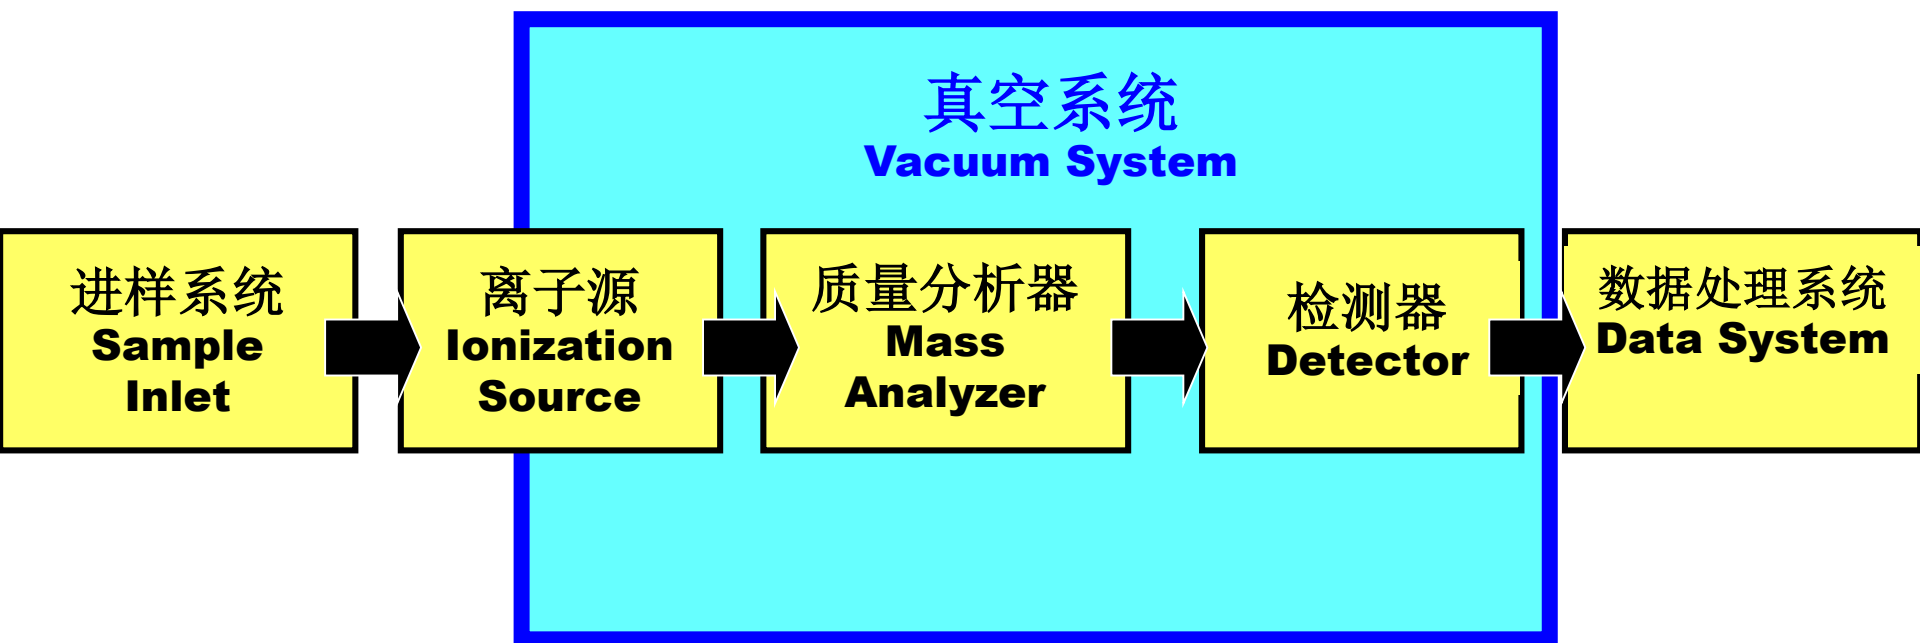 真空系统
Vacuum System
进样系统
Sample
Inlet
离子源
Ionization
Source
质量分析器
Mass
Analyzer
检测器
Detector
数据处理系统
Data System